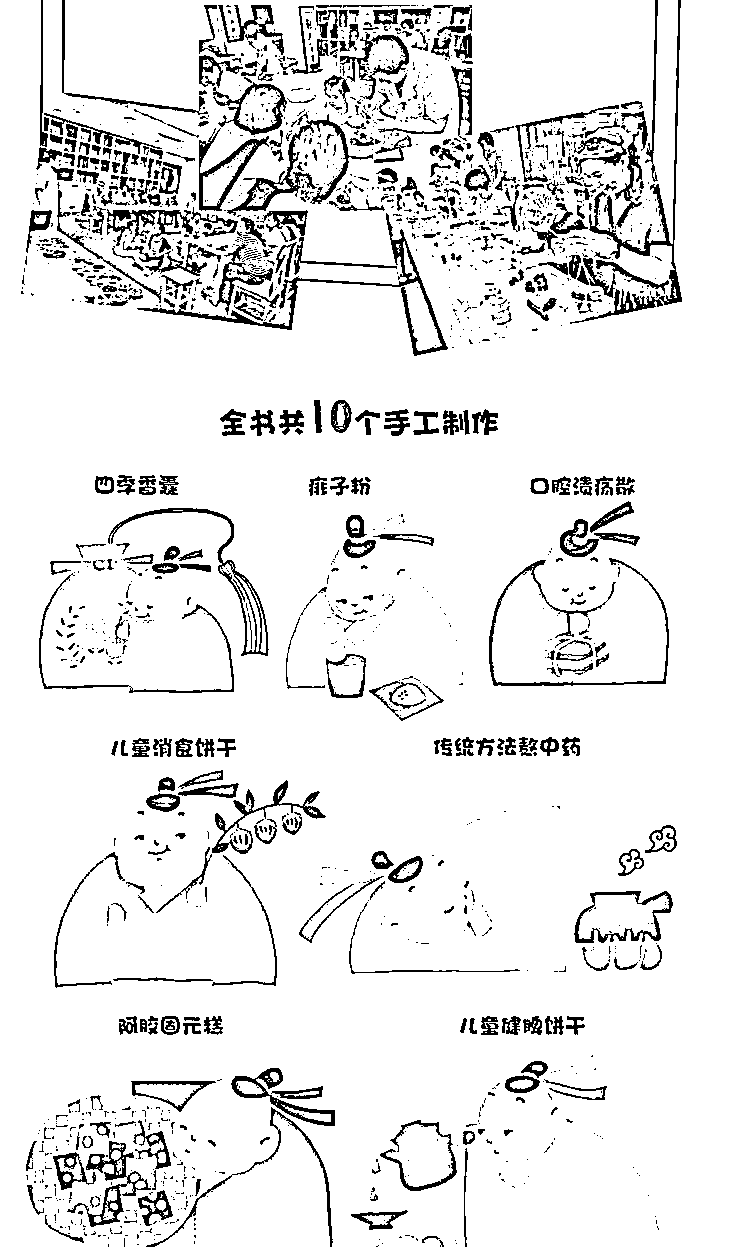 全书共10个手工制作
四季香囊
痱子粉
口腔溃疡散
儿童消食饼干
传统方法熬中药
阿胶固元糕
儿童健脾饼干